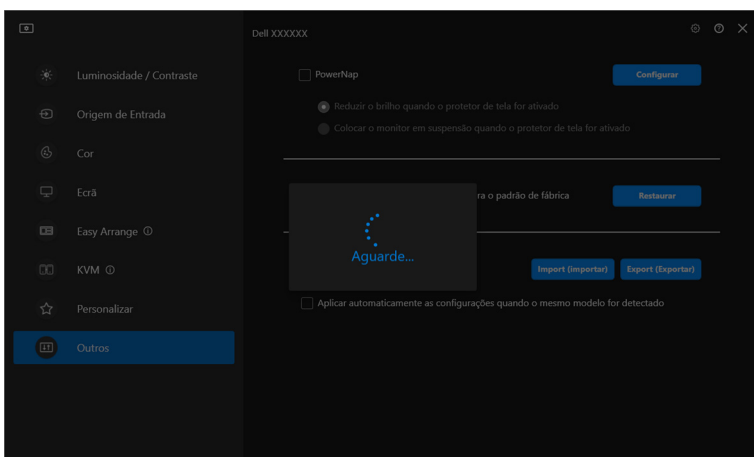 Dell XXXXXX
Luminosidade / Contraste
Origem de Entrada
Cor
Ecrã
Easy Arrange
KVM
Personalizar
Outros
PowerNap
Configurar
Reduzir o brilho quando o protetor de tela for ativado
Colocar o monitor em suspensão quando o protetor de tela for ativado
ra o padrão de fábrica
Restaurar
Aguarde...
Import (importar)
Export (Exportar)
Aplicar automaticamente as configurações quando o mesmo modelo for detectado